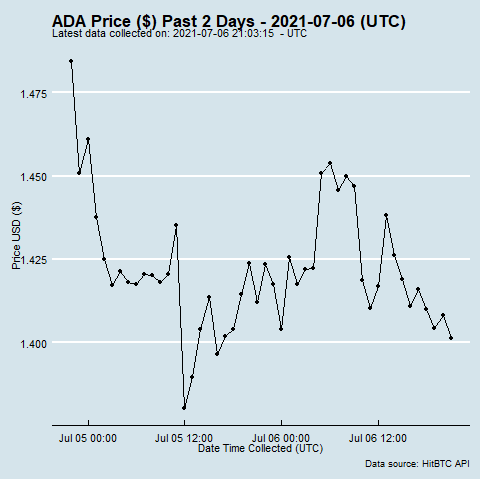 ADA Price ($) Past 2 Days - 2021-07-06 (UTC)
Latest data collected on: 2021-07-06 21:03:15 - UTC
1.475
1.450
1.425
1.400
Price USD ($)
Jul 05 00:00 Jul 05 12:00 Jul 06 00:00 Jul 06 12:00
Date Time Collected (UTC)
Data source: HitBTC API